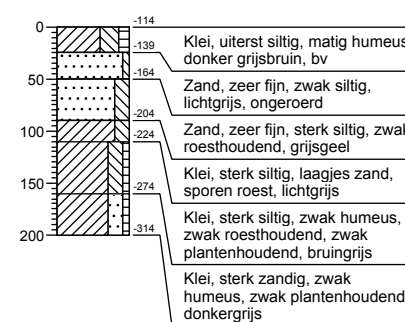 0
50
100
150
200
-114
-139
-164
-204
-224
-274
-314
Klei, uiterst siltig, matig humeus
donker grijsbruin, bv
Zand, zeer fijn, zwak siltig,
lichtgrijs, ongeroerd
Zand, zeer fijn, sterk siltig, zwak
roesthoudend, grijsgeel
Klei, sterk siltig, laagjes zand,
sporen roest, lichtgrijs
Klei, sterk siltig, zwak humeus,
zwak roesthoudend, zwak
plantenhoudend, bruingrijs
Klei, sterk zandig, zwak
humeus, zwak plantenhoudend
donkergrijs